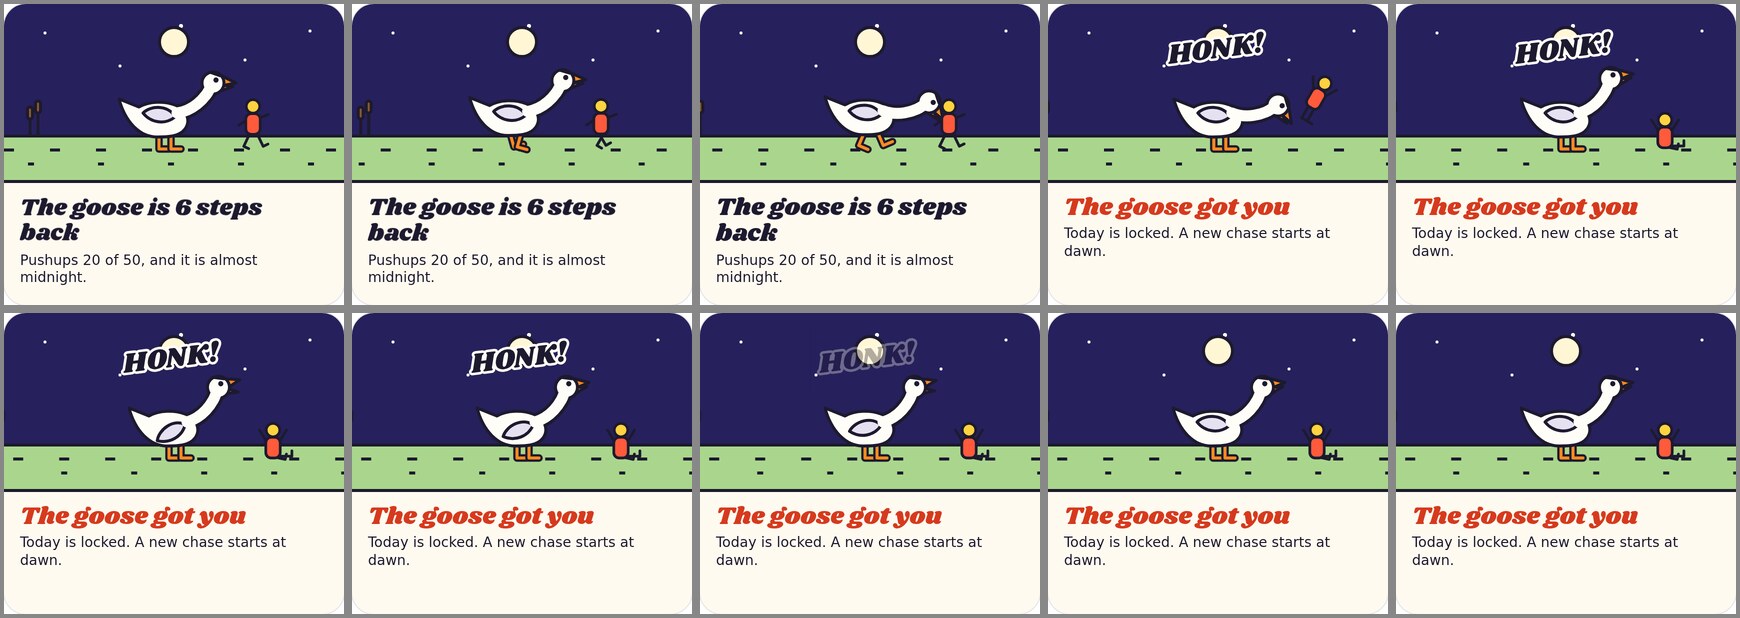 The goose is 6 steps
back
Pushups 20 of 50, and it is almost
midnight.
The goose is 6 steps
back
Pushups 20 of 50, and it is almost
midnight.
The goose is 6 steps
back
Pushups 20 of 50, and it is almost
midnight.
HONK!
The goose got you
Today is locked. A new chase starts at
dawn.
HONK!
The goose got you
Today is locked. A new chase starts at
dawn.
HONK!
The goose got you
Today is locked. A new chase starts at
dawn.
HONK!
The goose got you
Today is locked. A new chase starts at
dawn.
HONK!
The goose got you
Today is locked. A new chase starts at
dawn.
The goose got you
Today is locked. A new chase starts at
dawn.
The goose got you
Today is locked. A new chase starts at
dawn.